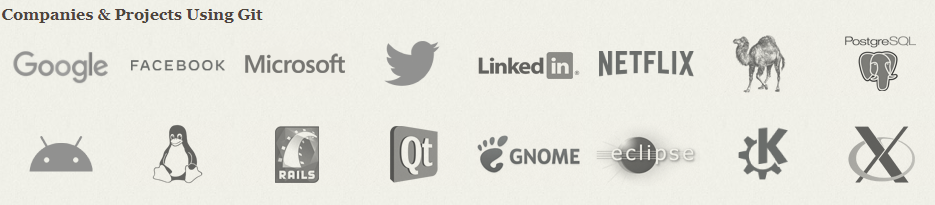 Companies & Projects Using Git
Google FACEBOOK Microsoft LinkedIn® NETFLIX PostgreSQL
RAILS Qt GNOME eclipse K X